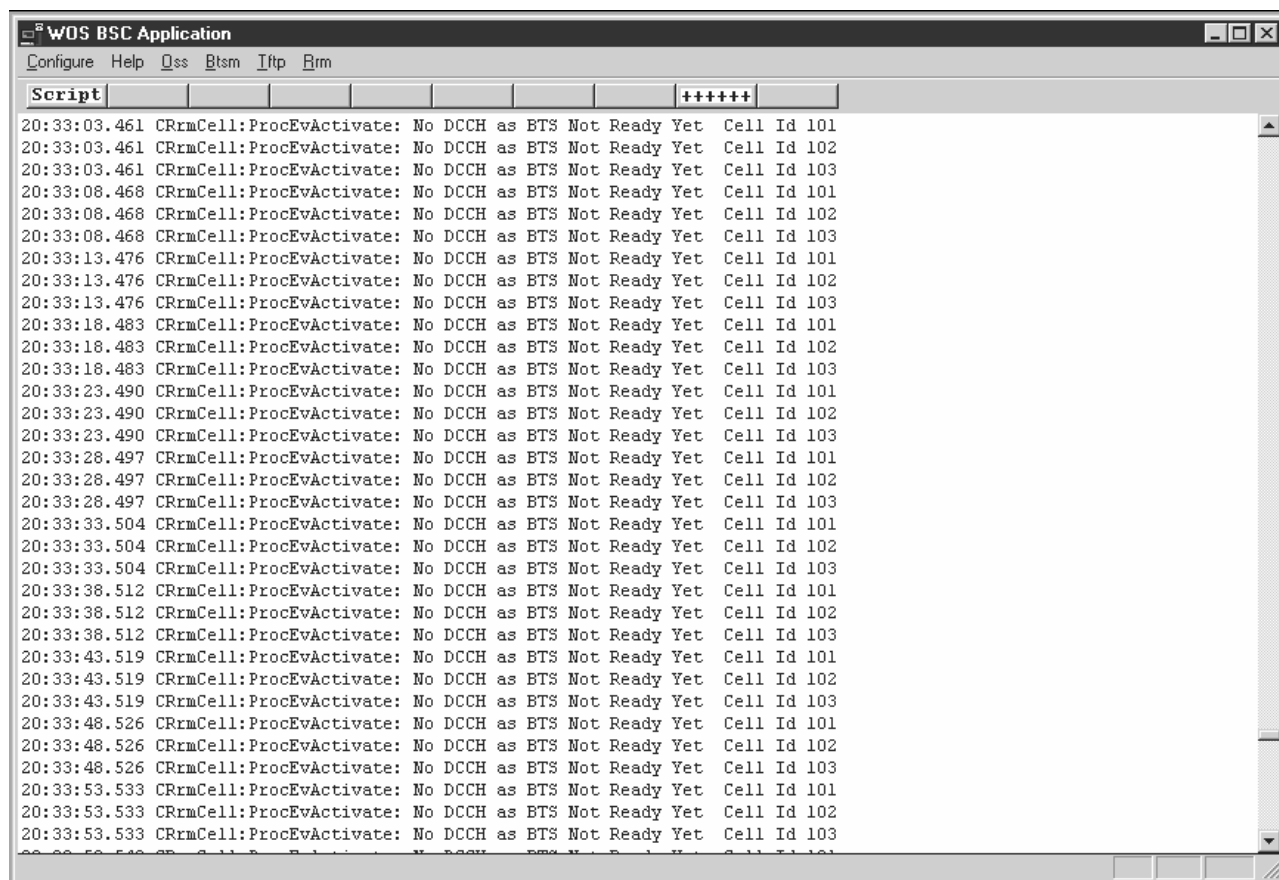 WOS BSC Application
Configure Help Oss Btsm Tftp Rrm
Script ++++++
20:33:03.461 CRrmCell:ProcEvActivate: No DCCH as BTS Not Ready Yet  Cell Id 101
20:33:03.461 CRrmCell:ProcEvActivate: No DCCH as BTS Not Ready Yet  Cell Id 102
20:33:03.461 CRrmCell:ProcEvActivate: No DCCH as BTS Not Ready Yet  Cell Id 103
20:33:08.468 CRrmCell:ProcEvActivate: No DCCH as BTS Not Ready Yet  Cell Id 101
20:33:08.468 CRrmCell:ProcEvActivate: No DCCH as BTS Not Ready Yet  Cell Id 102
20:33:08.468 CRrmCell:ProcEvActivate: No DCCH as BTS Not Ready Yet  Cell Id 103
20:33:13.476 CRrmCell:ProcEvActivate: No DCCH as BTS Not Ready Yet  Cell Id 101
20:33:13.476 CRrmCell:ProcEvActivate: No DCCH as BTS Not Ready Yet  Cell Id 102
20:33:13.476 CRrmCell:ProcEvActivate: No DCCH as BTS Not Ready Yet  Cell Id 103
20:33:18.483 CRrmCell:ProcEvActivate: No DCCH as BTS Not Ready Yet  Cell Id 101
20:33:18.483 CRrmCell:ProcEvActivate: No DCCH as BTS Not Ready Yet  Cell Id 102
20:33:18.483 CRrmCell:ProcEvActivate: No DCCH as BTS Not Ready Yet  Cell Id 103
20:33:23.490 CRrmCell:ProcEvActivate: No DCCH as BTS Not Ready Yet  Cell Id 101
20:33:23.490 CRrmCell:ProcEvActivate: No DCCH as BTS Not Ready Yet  Cell Id 102
20:33:23.490 CRrmCell:ProcEvActivate: No DCCH as BTS Not Ready Yet  Cell Id 103
20:33:28.497 CRrmCell:ProcEvActivate: No DCCH as BTS Not Ready Yet  Cell Id 101
20:33:28.497 CRrmCell:ProcEvActivate: No DCCH as BTS Not Ready Yet  Cell Id 102
20:33:28.497 CRrmCell:ProcEvActivate: No DCCH as BTS Not Ready Yet  Cell Id 103
20:33:33.504 CRrmCell:ProcEvActivate: No DCCH as BTS Not Ready Yet  Cell Id 101
20:33:33.504 CRrmCell:ProcEvActivate: No DCCH as BTS Not Ready Yet  Cell Id 102
20:33:33.504 CRrmCell:ProcEvActivate: No DCCH as BTS Not Ready Yet  Cell Id 103
20:33:38.512 CRrmCell:ProcEvActivate: No DCCH as BTS Not Ready Yet  Cell Id 101
20:33:38.512 CRrmCell:ProcEvActivate: No DCCH as BTS Not Ready Yet  Cell Id 102
20:33:38.512 CRrmCell:ProcEvActivate: No DCCH as BTS Not Ready Yet  Cell Id 103
20:33:43.519 CRrmCell:ProcEvActivate: No DCCH as BTS Not Ready Yet  Cell Id 101
20:33:43.519 CRrmCell:ProcEvActivate: No DCCH as BTS Not Ready Yet  Cell Id 102
20:33:43.519 CRrmCell:ProcEvActivate: No DCCH as BTS Not Ready Yet  Cell Id 103
20:33:48.526 CRrmCell:ProcEvActivate: No DCCH as BTS Not Ready Yet  Cell Id 101
20:33:48.526 CRrmCell:ProcEvActivate: No DCCH as BTS Not Ready Yet  Cell Id 102
20:33:48.526 CRrmCell:ProcEvActivate: No DCCH as BTS Not Ready Yet  Cell Id 103
20:33:53.533 CRrmCell:ProcEvActivate: No DCCH as BTS Not Ready Yet  Cell Id 101
20:33:53.533 CRrmCell:ProcEvActivate: No DCCH as BTS Not Ready Yet  Cell Id 102
20:33:53.533 CRrmCell:ProcEvActivate: No DCCH as BTS Not Ready Yet  Cell Id 103